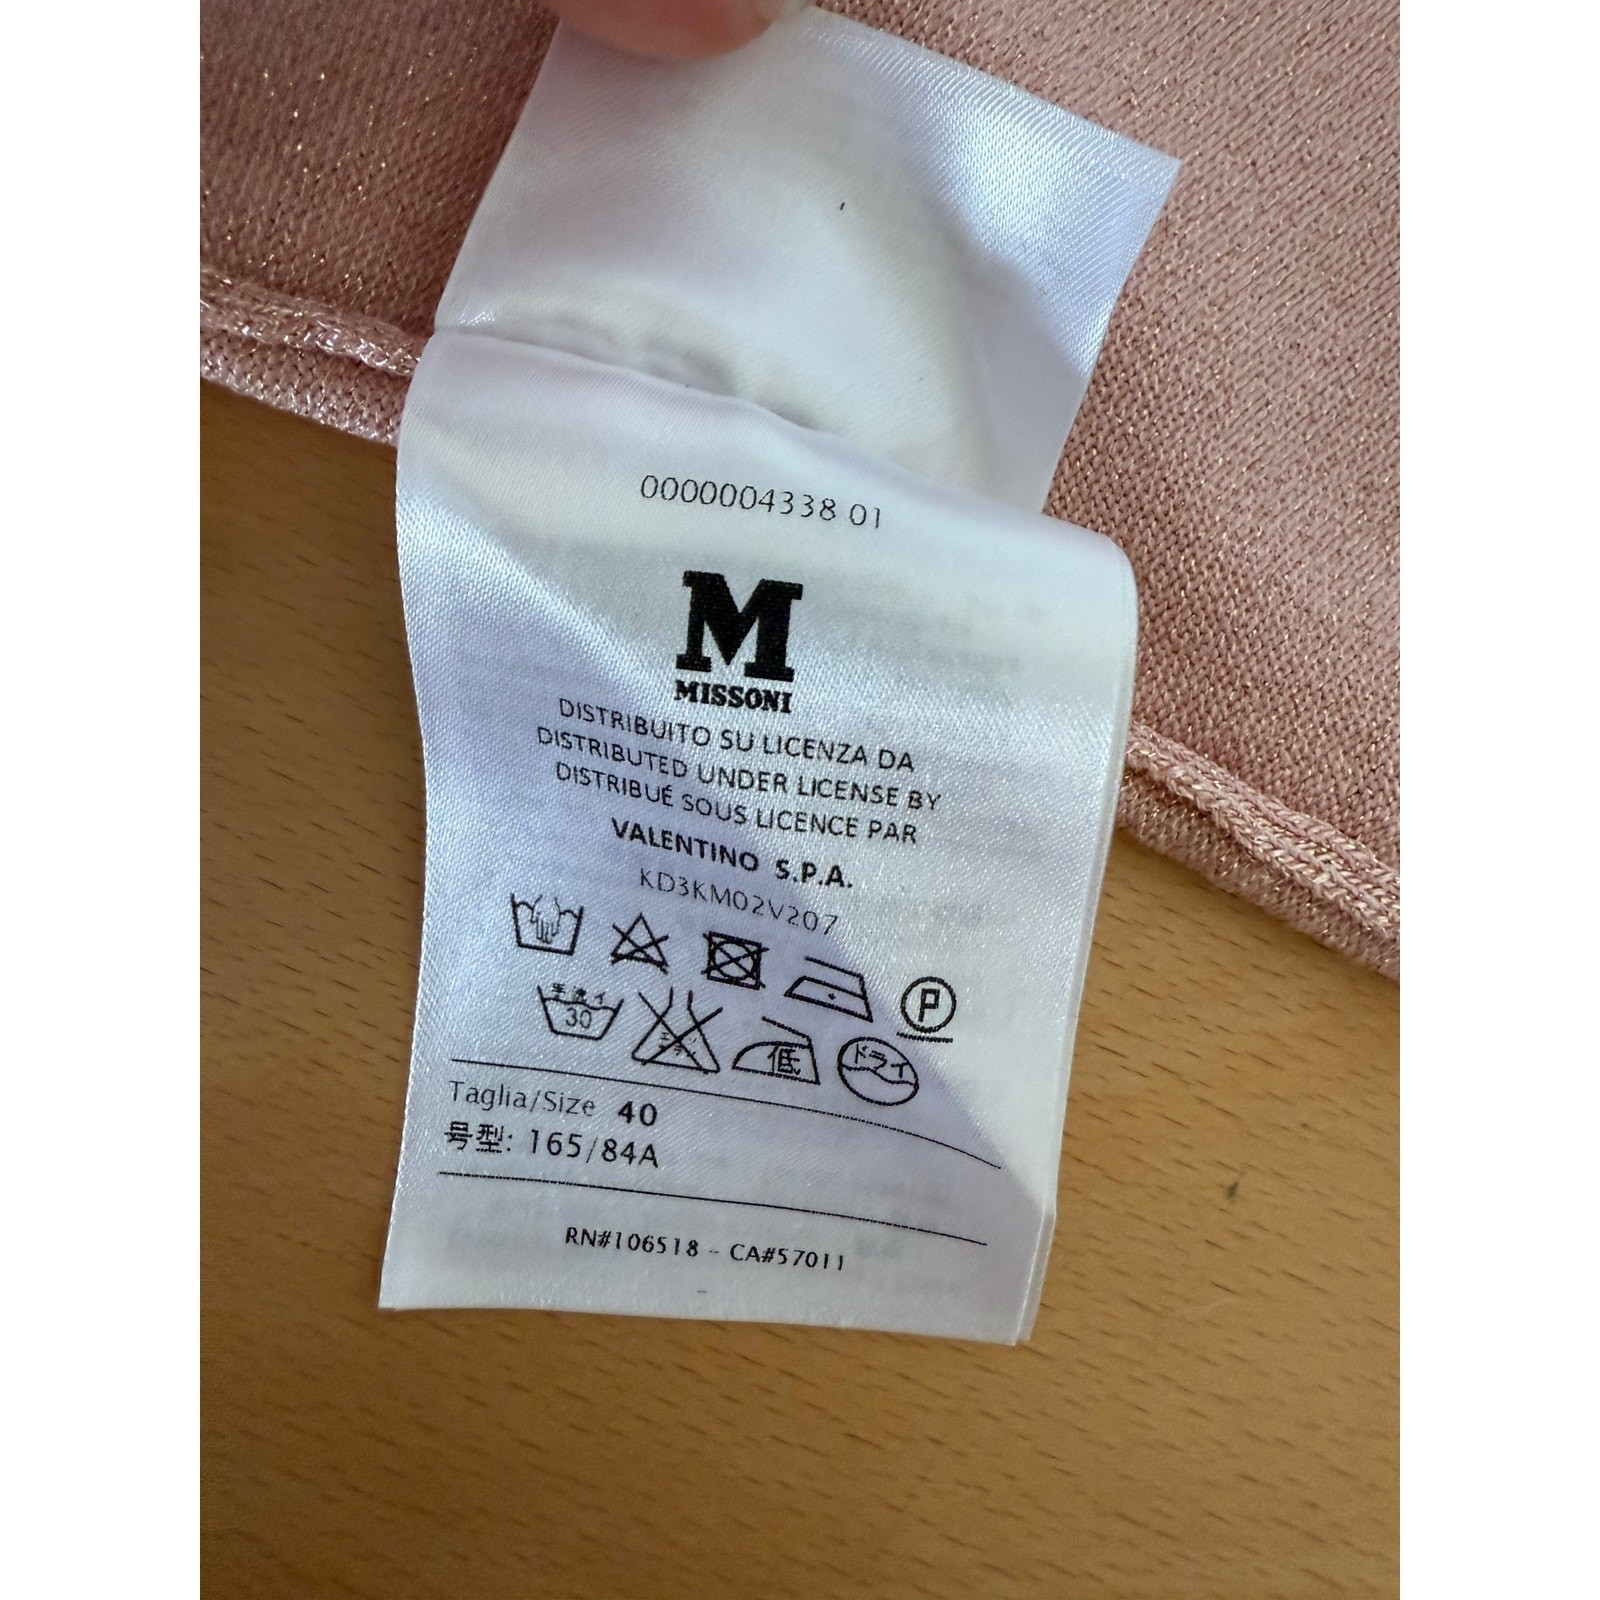 0000004338 01
M
MISSONI
DISTRIBUITO SU LICENZA DA
DISTRIBUTED UNDER LICENSE BY
DISTRIBUÉ SOUS LICENCE PAR
VALENTINO S.P.A.
KD3KM02V207
P
手洗イ 30 低 ドライ
Taglia/Size 40
号型: 165/84A
RN#106518 - CA#57011